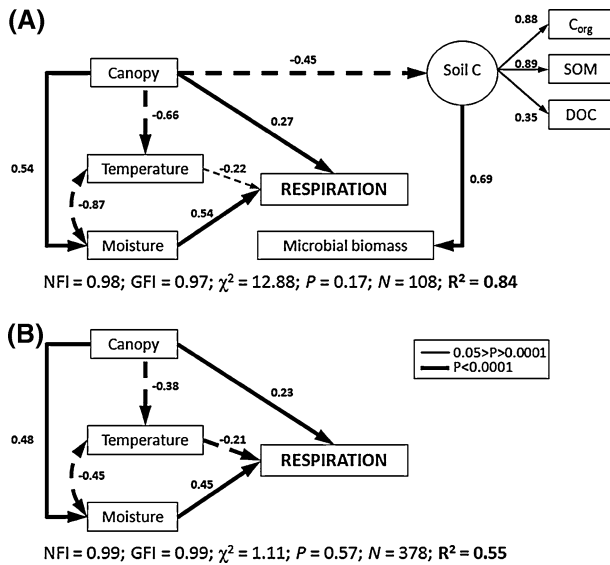 (A)
0.88
C_org
Canopy
-0.45
Soil C
0.89
SOM
-0.66
0.27
0.35
DOC
0.54
Temperature
-0.22
RESPIRATION
-0.87
0.54
0.69
Moisture
Microbial biomass
NFI = 0.98; GFI = 0.97; χ² = 12.88; P = 0.17; N = 108; R² = 0.84
(B)
Canopy
0.05>P>0.0001
P<0.0001
-0.38
0.23
0.48
Temperature
-0.21
RESPIRATION
-0.45
0.45
Moisture
NFI = 0.99; GFI = 0.99; χ² = 1.11; P = 0.57; N = 378; R² = 0.55